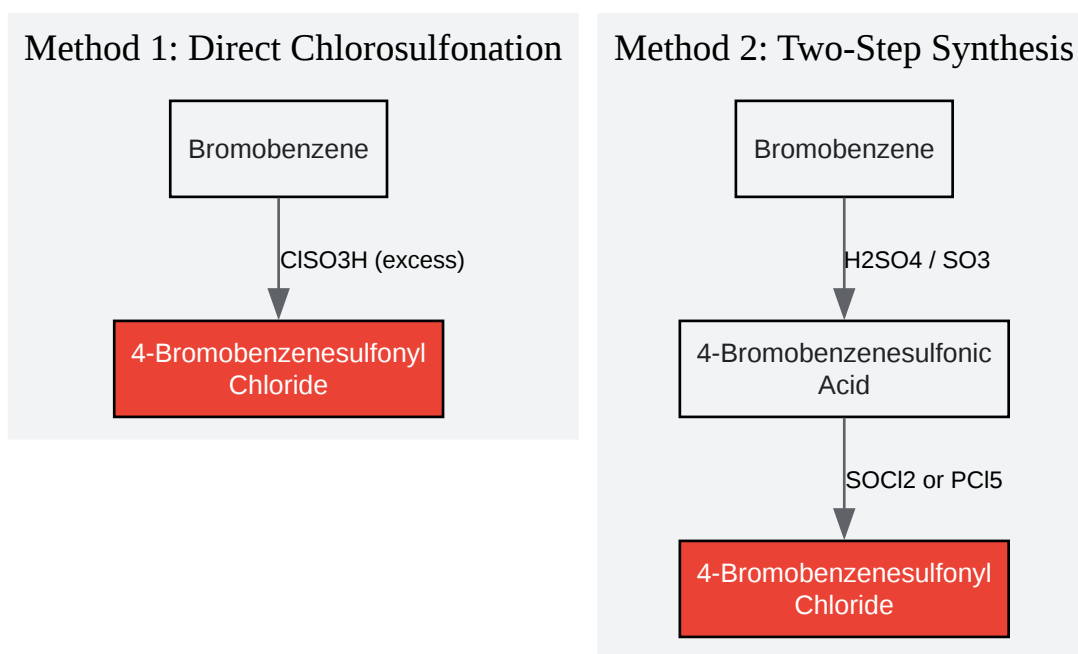 Method 1: Direct Chlorosulfonation
Bromobenzene
ClSO3H (excess)
4-Bromobenzenesulfonyl
Chloride
Method 2: Two-Step Synthesis
Bromobenzene
H2SO4 / SO3
4-Bromobenzenesulfonic
Acid
SOCl2 or PCl5
4-Bromobenzenesulfonyl
Chloride